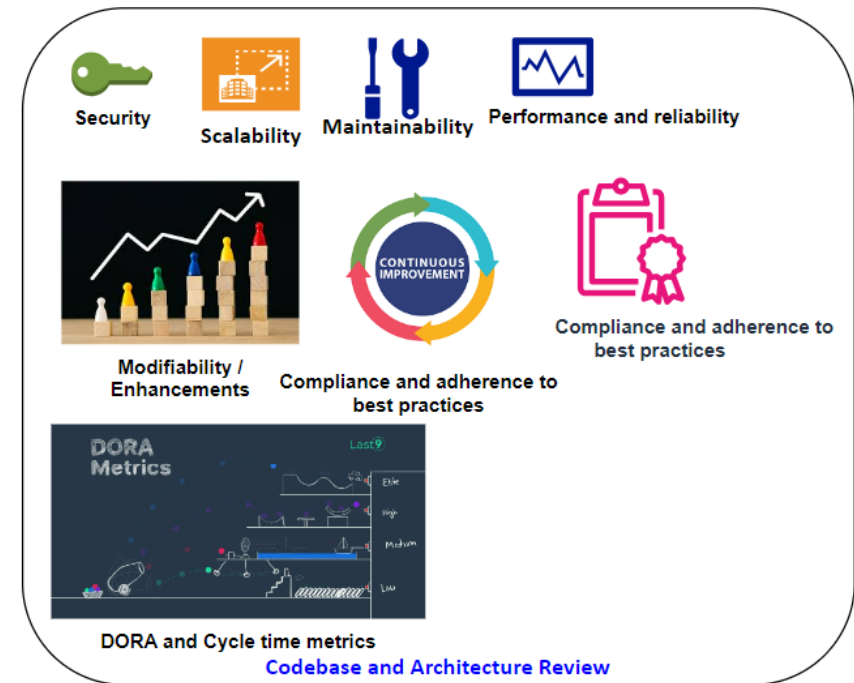 Security
Scalability
Maintainability
Performance and reliability
CONTINUOUS
IMPROVEMENT
Modifiability /
Enhancements
Compliance and adherence to
best practices
Compliance and adherence to
best practices
DORA
Metrics
Last9
Elite
High
Medium
Low
DORA and Cycle time metrics
Codebase and Architecture Review